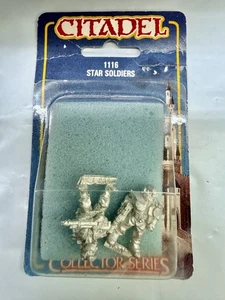 CITADEL
1116
STAR SOLDIERS
COLLECTOR SERIES